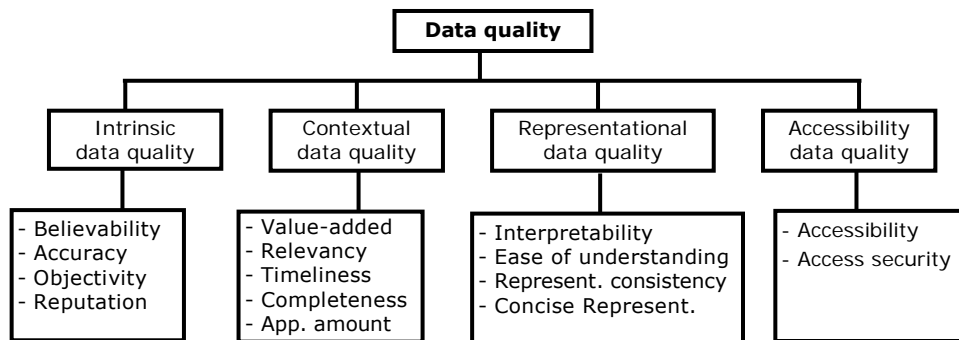 Data quality
Intrinsic
data quality
Contextual
data quality
Representational
data quality
Accessibility
data quality
- Believability
- Accuracy
- Objectivity
- Reputation
- Value-added
- Relevancy
- Timeliness
- Completeness
- App. amount
- Interpretability
- Ease of understanding
- Represent. consistency
- Concise Represent.
- Accessibility
- Access security